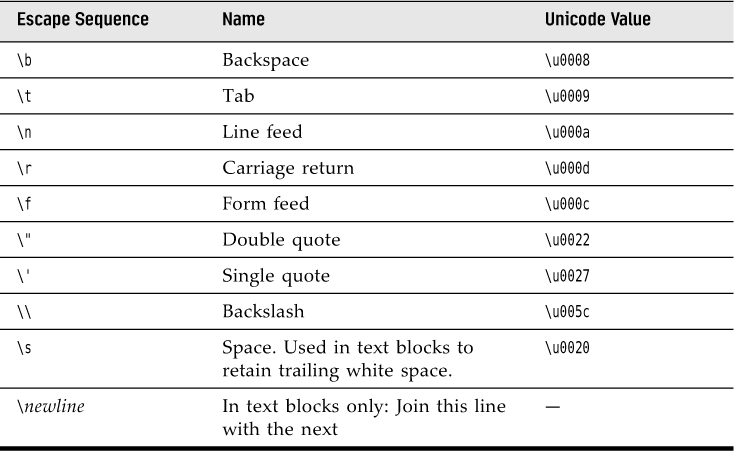 Escape Sequence Name Unicode Value
\b Backspace \u0008
\t Tab \u0009
\n Line feed \u000a
\r Carriage return \u000d
\f Form feed \u000c
\" Double quote \u0022
\' Single quote \u0027
\\ Backslash \u005c
\s Space. Used in text blocks to \u0020
retain trailing white space.
\newline In text blocks only: Join this line —
with the next